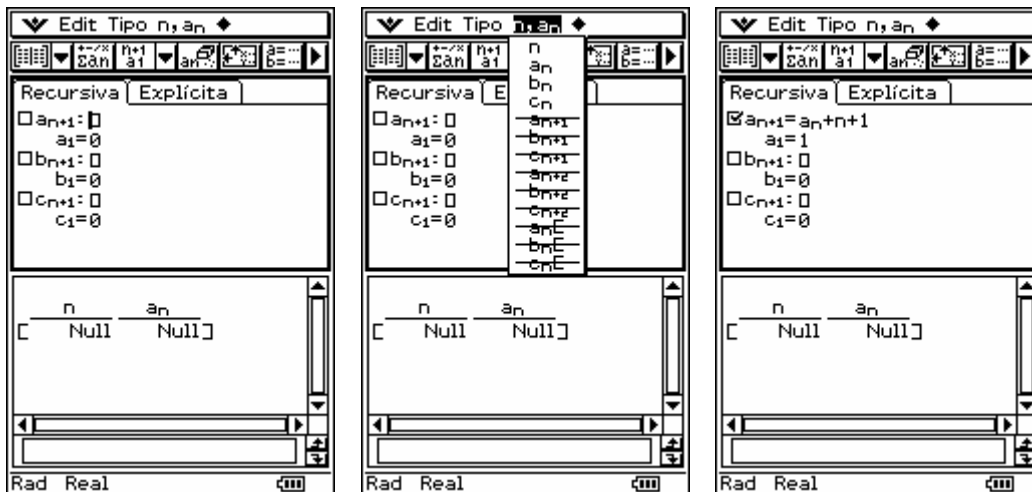 Edit Tipo n,an ◆
Recursiva Explícita
□an+1:□
a1=0
□bn+1:□
b1=0
□cn+1:□
c1=0
n an
[ Null Null ]
Rad Real
Edit Tipo n,an ◆
n
an
bn
cn
an+1
bn+1
cn+1
an+2
bn+2
cn+2
anE
bnE
cnE
Recursiva E
□an+1:□
a1=0
□bn+1:□
b1=0
□cn+1:□
c1=0
n an
[ Null Null ]
Rad Real
Edit Tipo n,an ◆
Recursiva Explícita
☑an+1=an+n+1
a1=1
□bn+1:□
b1=0
□cn+1:□
c1=0
n an
[ Null Null ]
Rad Real